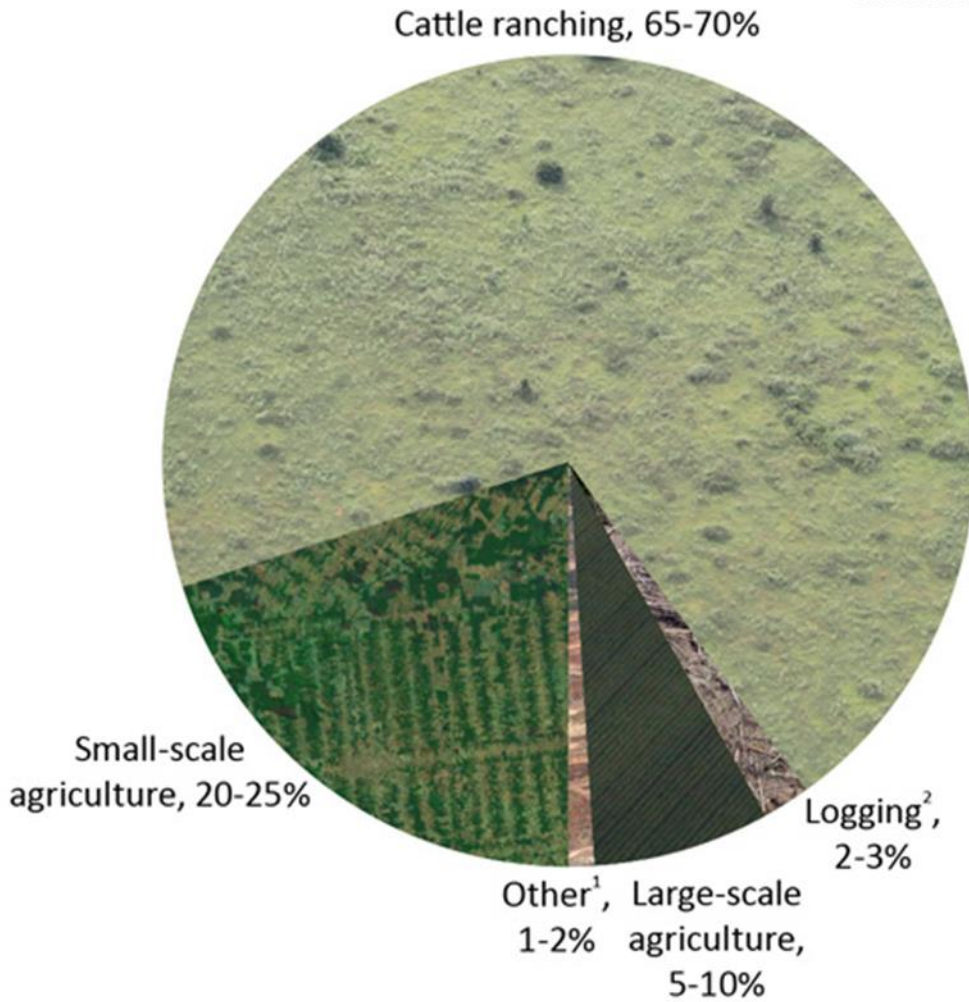 Cattle ranching, 65-70%
Small-scale
agriculture, 20-25%
Logging²,
2-3%
Other¹,
1-2%
Large-scale
agriculture,
5-10%